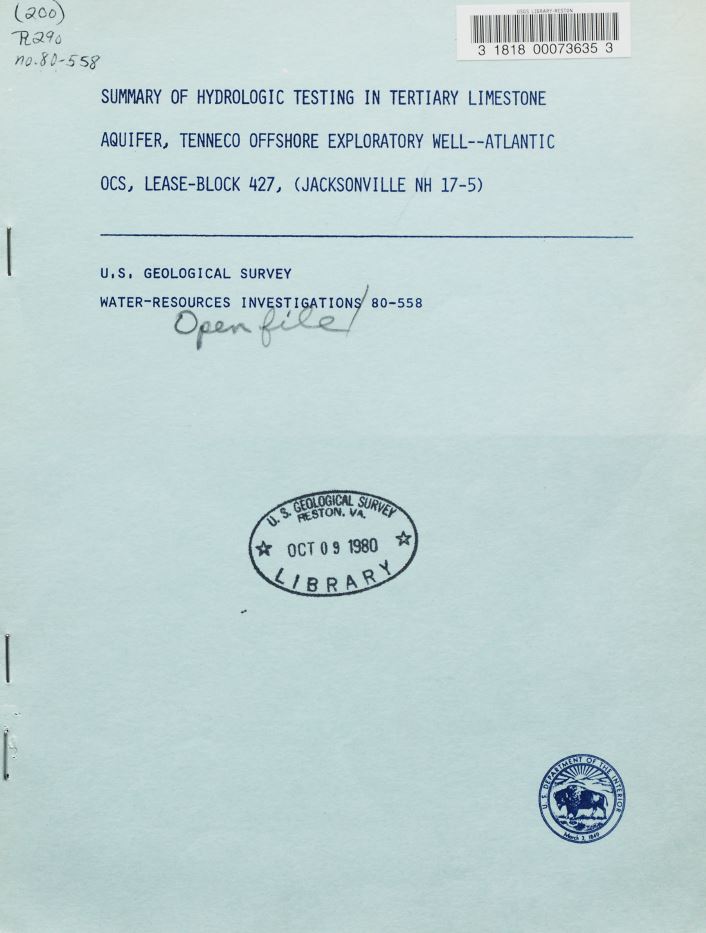 (200)
R290
no.80-558
USGS LIBRARY-RESTON
3 1818 00073635 3
SUMMARY OF HYDROLOGIC TESTING IN TERTIARY LIMESTONE
AQUIFER, TENNECO OFFSHORE EXPLORATORY WELL--ATLANTIC
OCS, LEASE-BLOCK 427, (JACKSONVILLE NH 17-5)
U.S. GEOLOGICAL SURVEY
WATER-RESOURCES INVESTIGATIONS 80-558
Open file
U.S. GEOLOGICAL SURVEY
RESTON, VA.
OCT 09 1980
LIBRARY
U.S. DEPARTMENT OF THE INTERIOR
March 3, 1849